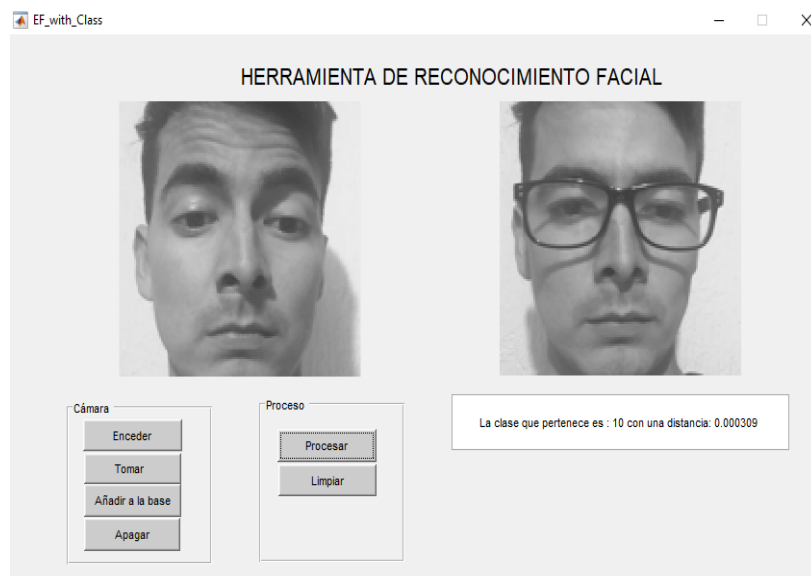 EF_with_Class
HERRAMIENTA DE RECONOCIMIENTO FACIAL
Cámara
Enceder
Tomar
Añadir a la base
Apagar
Proceso
Procesar
Limpiar
La clase que pertenece es : 10 con una distancia: 0.000309